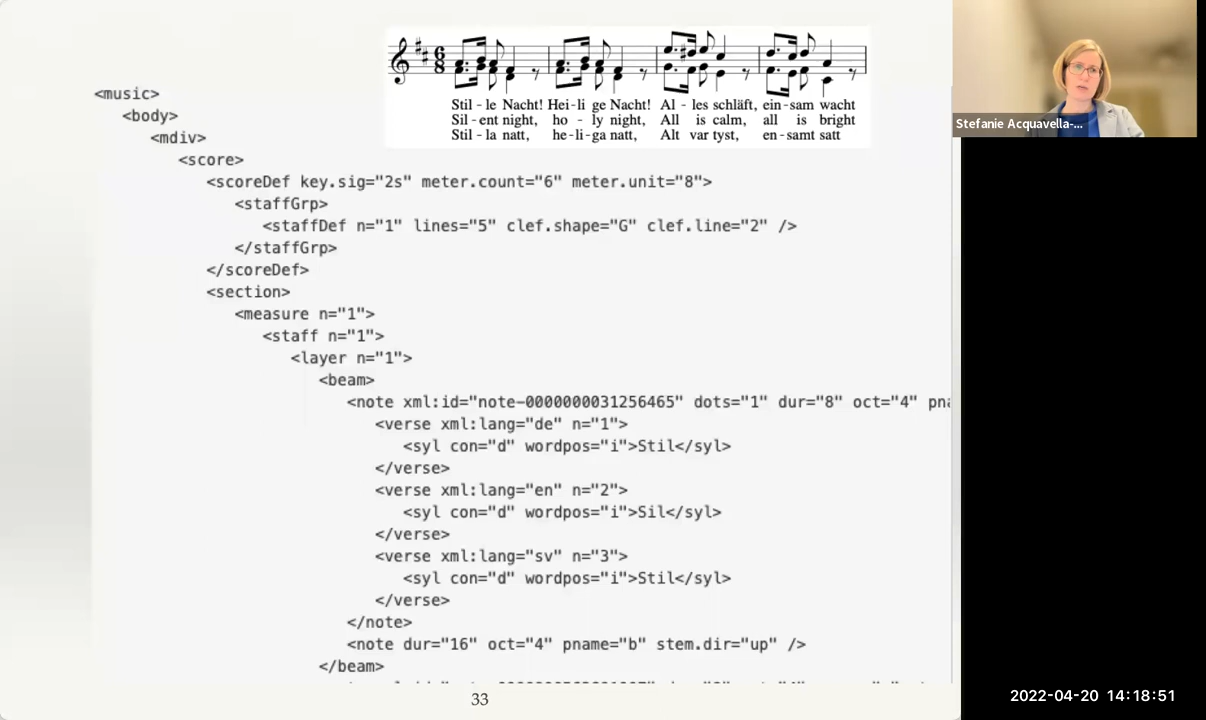 Stil - le Nacht! Hei - li ge Nacht! Al - les schläft, ein - sam wacht
Sil - ent night, ho - ly night, All is calm, all is bright
Stil - la natt, he - li - ga natt, Alt var tyst, en - samt satt
<music>
<body>
<mdiv>
<score>
<scoreDef key.sig="2s" meter.count="6" meter.unit="8">
<staffGrp>
<staffDef n="1" lines="5" clef.shape="G" clef.line="2" />
</staffGrp>
</scoreDef>
<section>
<measure n="1">
<staff n="1">
<layer n="1">
<beam>
<note xml:id="note-0000000031256465" dots="1" dur="8" oct="4"
<verse xml:lang="de" n="1">
<syl con="d" wordpos="i">Stil</syl>
</verse>
<verse xml:lang="en" n="2">
<syl con="d" wordpos="i">Sil</syl>
</verse>
<verse xml:lang="sv" n="3">
<syl con="d" wordpos="i">Stil</syl>
</verse>
</note>
<note dur="16" oct="4" pname="b" stem.dir="up" />
</beam>
33
Stefanie Acquavella-...
2022-04-20 14:18:51